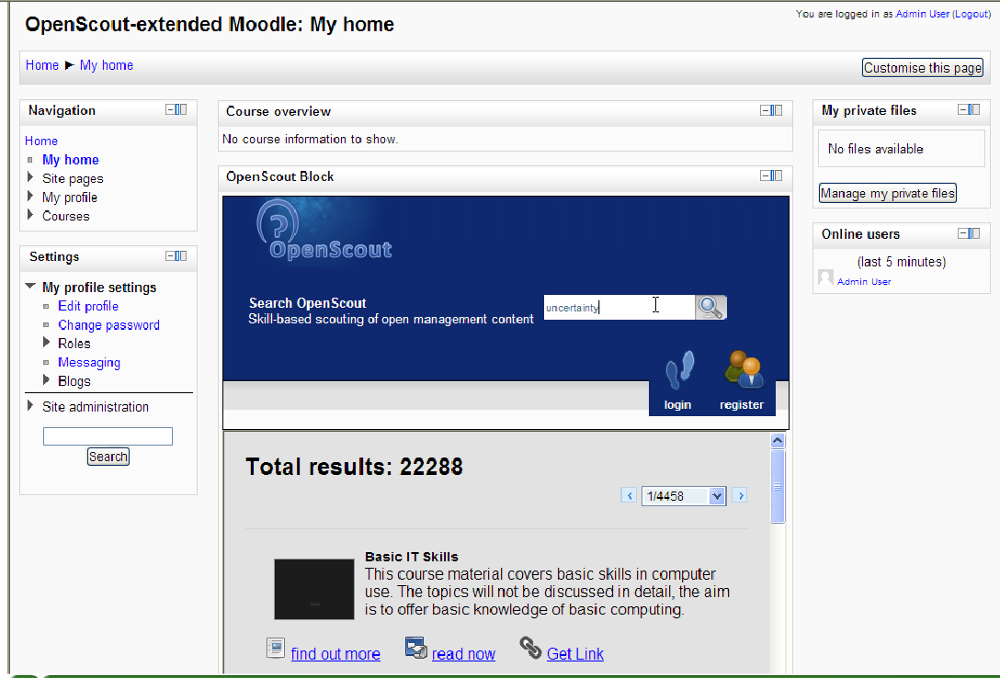 You are logged in as Admin User (Logout)
OpenScout-extended Moodle: My home
Home ► My home
Customise this page
Navigation
Home
My home
Site pages
My profile
Courses
Settings
My profile settings
Edit profile
Change password
Roles
Messaging
Blogs
Site administration
Search
Course overview
No course information to show.
OpenScout Block
OpenScout
Search OpenScout
Skill-based scouting of open management content
uncertainty
login
register
Total results: 22288
1/4458
Basic IT Skills
This course material covers basic skills in computer
use. The topics will not be discussed in detail, the aim
is to offer basic knowledge of basic computing.
find out more
read now
Get Link
My private files
No files available
Manage my private files
Online users
(last 5 minutes)
Admin User